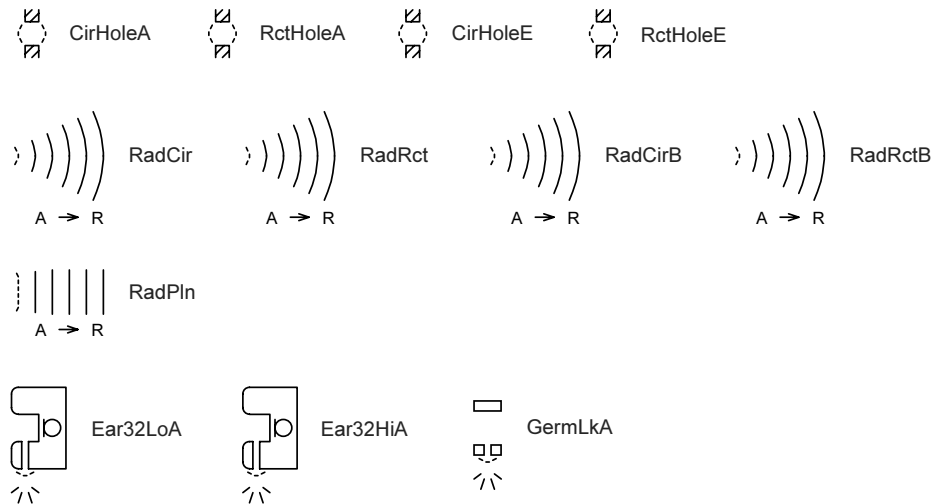 CirHoleA RctHoleA CirHoleE RctHoleE
RadCir RadRct RadCirB RadRctB
A → R A → R A → R A → R
RadPln
A → R
Ear32LoA Ear32HiA GermLkA